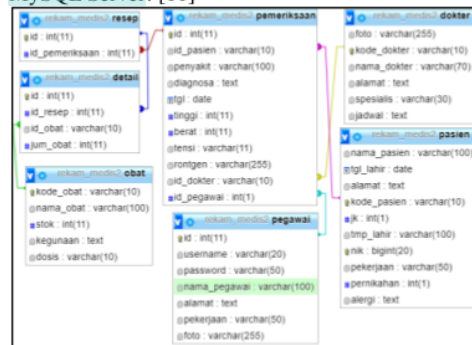 MySQL Server. [66]
rekam_medis2 resep
id : int(11)
id_pemeriksaan : int(11)
rekam_medis2 detail
id : int(11)
id_resep : int(11)
id_obat : varchar(10)
jum_obat : int(11)
rekam_medis2 obat
kode_obat : varchar(10)
nama_obat : varchar(100)
stok : int(11)
kegunaan : text
dosis : varchar(10)
rekam_medis2 pemeriksaan
id : int(11)
id_pasien : varchar(10)
penyakit : varchar(100)
diagnosa : text
tgl : date
tinggi : int(11)
berat : int(11)
tensi : varchar(11)
rontgen : varchar(255)
id_dokter : varchar(10)
id_pegawai : int(1)
rekam_medis2 pegawai
id : int(11)
username : varchar(20)
password : varchar(50)
nama_pegawai : varchar(100)
alamat : text
pekerjaan : varchar(50)
foto : varchar(255)
rekam_medis2 dokter
foto : varchar(255)
kode_dokter : varchar(10)
nama_dokter : varchar(70)
alamat : text
spesialis : varchar(30)
jadwal : text
rekam_medis2 pasien
nama_pasien : varchar(100)
tgl_lahir : date
alamat : text
kode_pasien : varchar(10)
jk : int(1)
tmp_lahir : varchar(100)
nik : bigint(20)
pekerjaan : varchar(50)
pernikahan : int(1)
alergi : text